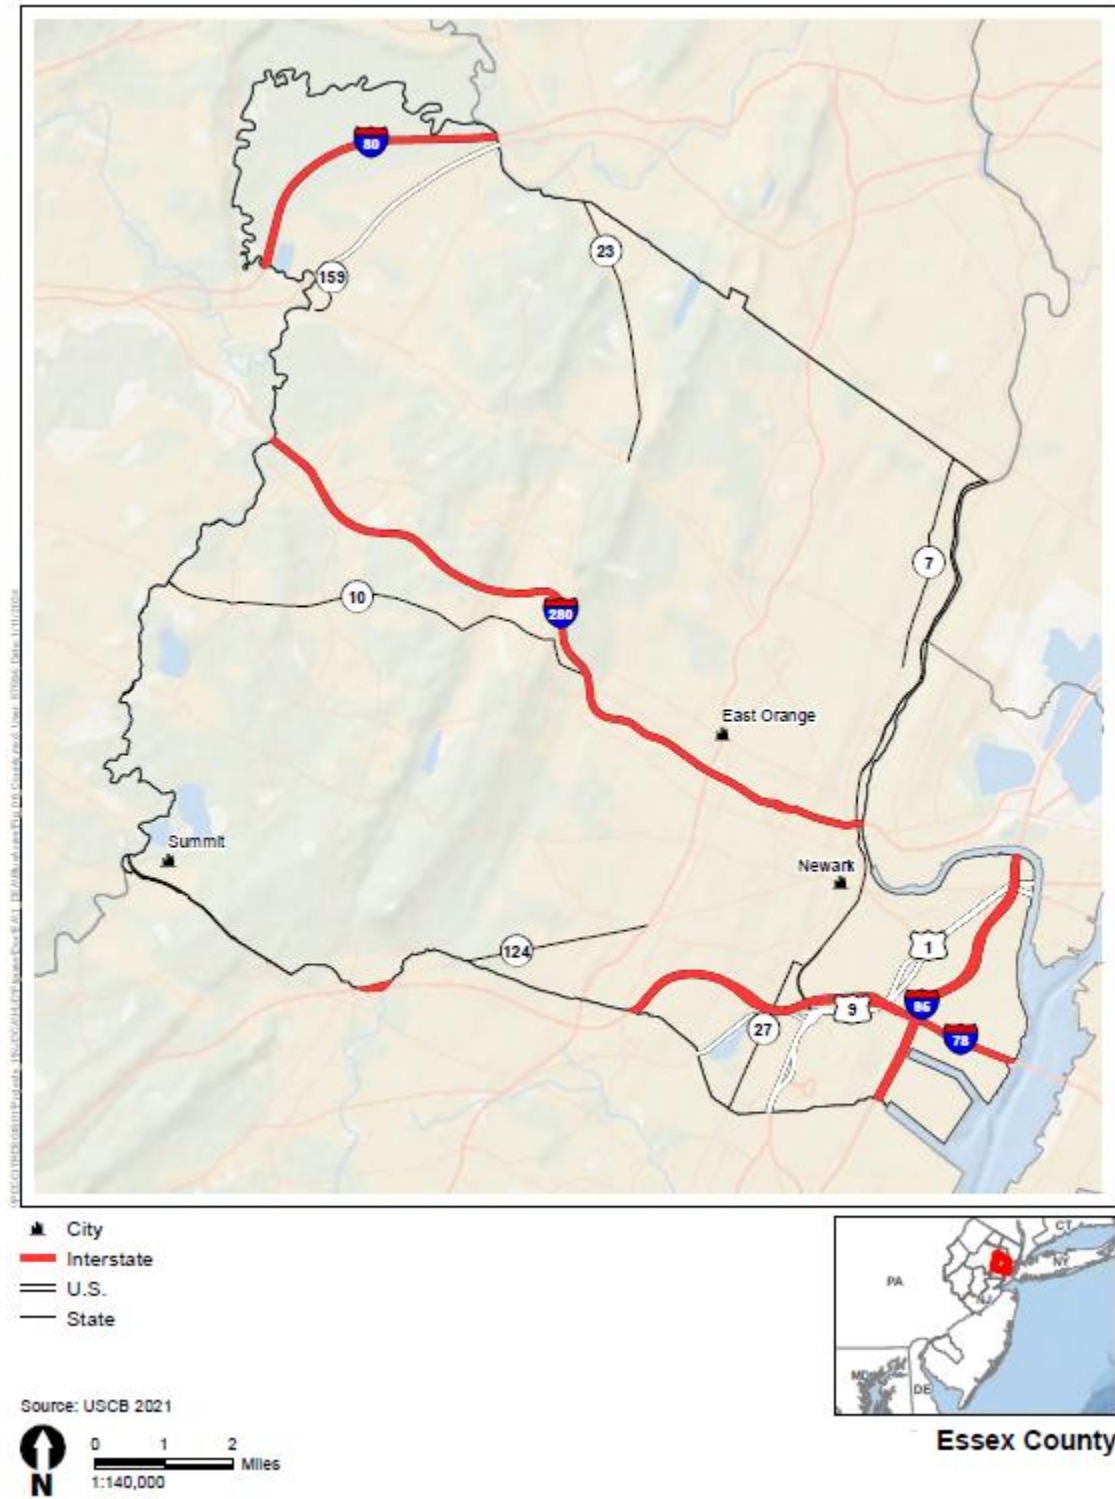 80
159
23
7
10
280
East Orange
Summit
Newark
124
1
9
95
27
78
City
Interstate
U.S.
State
CT
NY
PA
NJ
MD
DE
Source: USCB 2021
N
0 1 2
Miles
1:140,000
Essex County